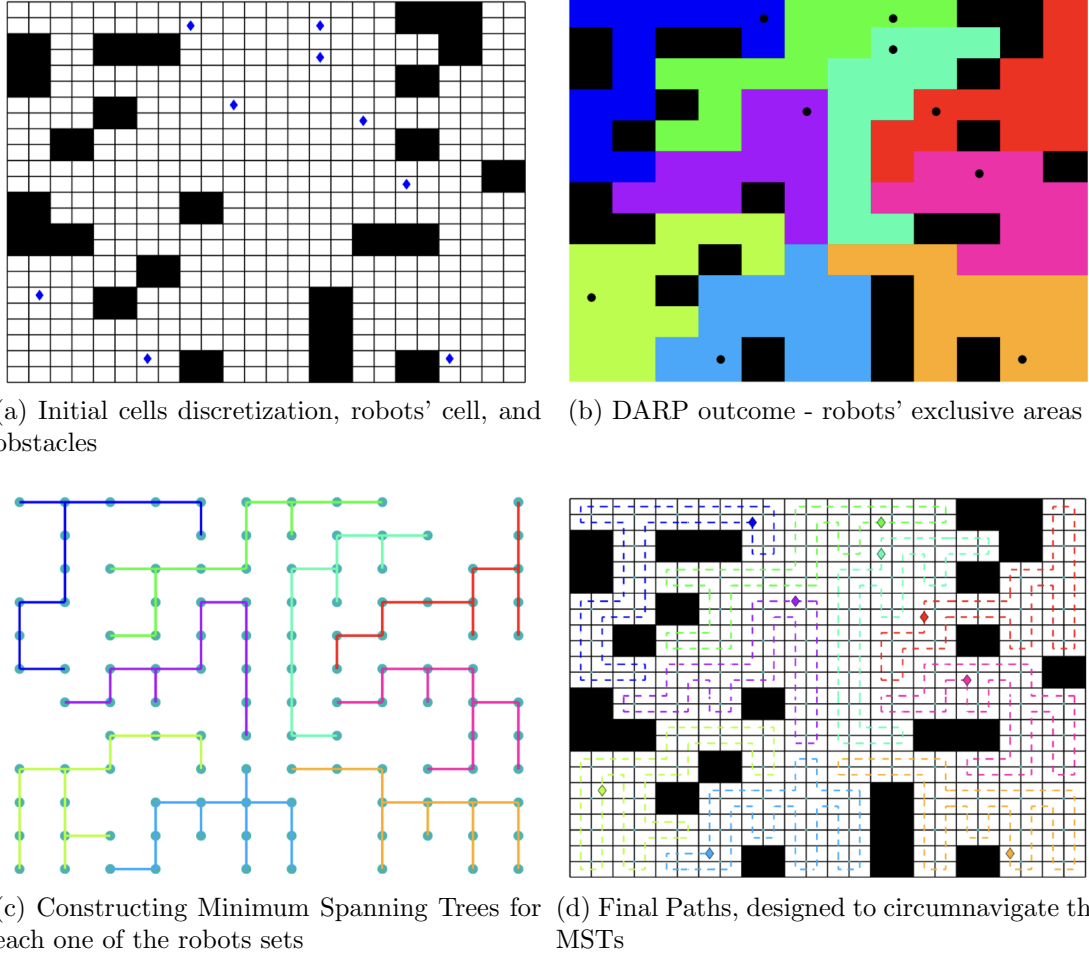 (a) Initial cells discretization, robots' cell, and
obstacles
(b) DARP outcome - robots' exclusive areas
(c) Constructing Minimum Spanning Trees for
each one of the robots sets
(d) Final Paths, designed to circumnavigate th
MSTs